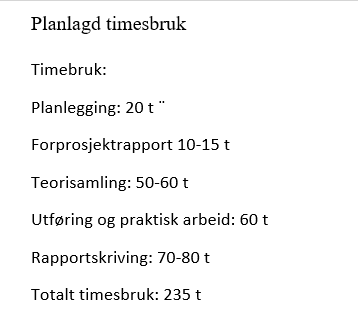 Planlagd timesbruk
Timebruk:
Planlegging: 20 t ¨
Forprosjektrapport 10-15 t
Teorisamling: 50-60 t
Utføring og praktisk arbeid: 60 t
Rapportskriving: 70-80 t
Totalt timesbruk: 235 t